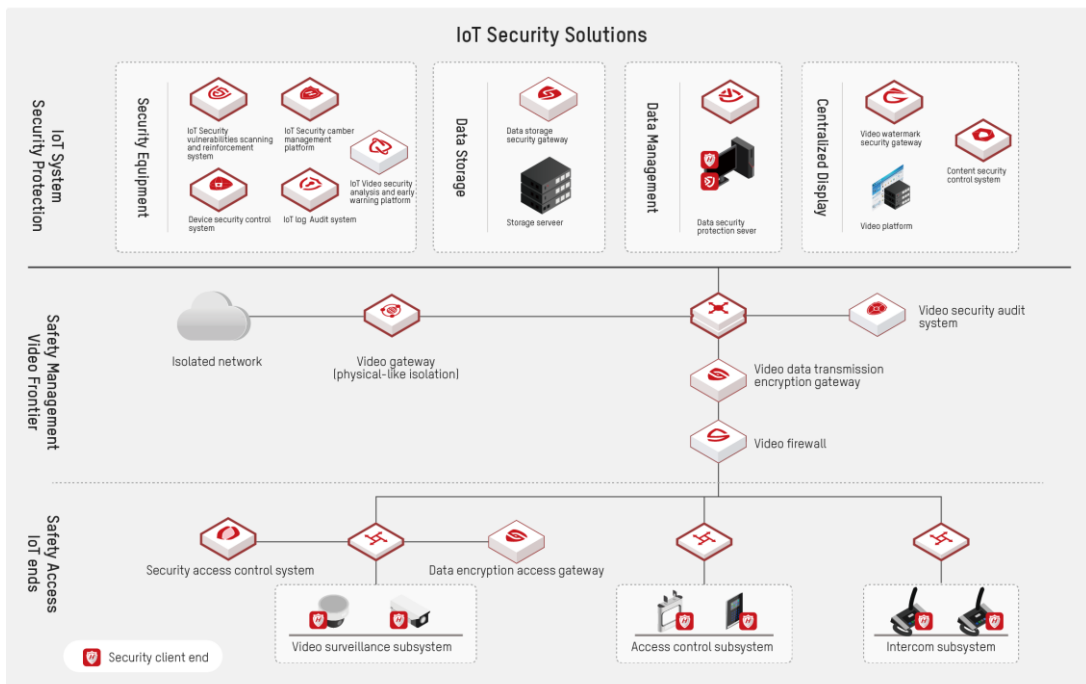 IoT Security Solutions
IoT System
Security Protection
Security Equipment
IoT Security
vulnerabilities scanning
and reinforcement
system
IoT Security camber
management
platform
IoT Video security
analysis and early
warning platform
Device security control
system
IoT log Audit system
Data Storage
Data storage
security gateway
Storage serveer
Data Management
Data security
protection sever
Centralized Display
Video watermark
security gateway
Content security
control system
Video platform
Safety Management
Video Frontier
Isolated network
Video gateway
(physical-like isolation)
Video security audit
system
Video data transmission
encryption gateway
Video firewall
Safety Access
IoT ends
Security access control system
Data encryption access gateway
Video surveillance subsystem
Access control subsystem
Intercom subsystem
Security client end